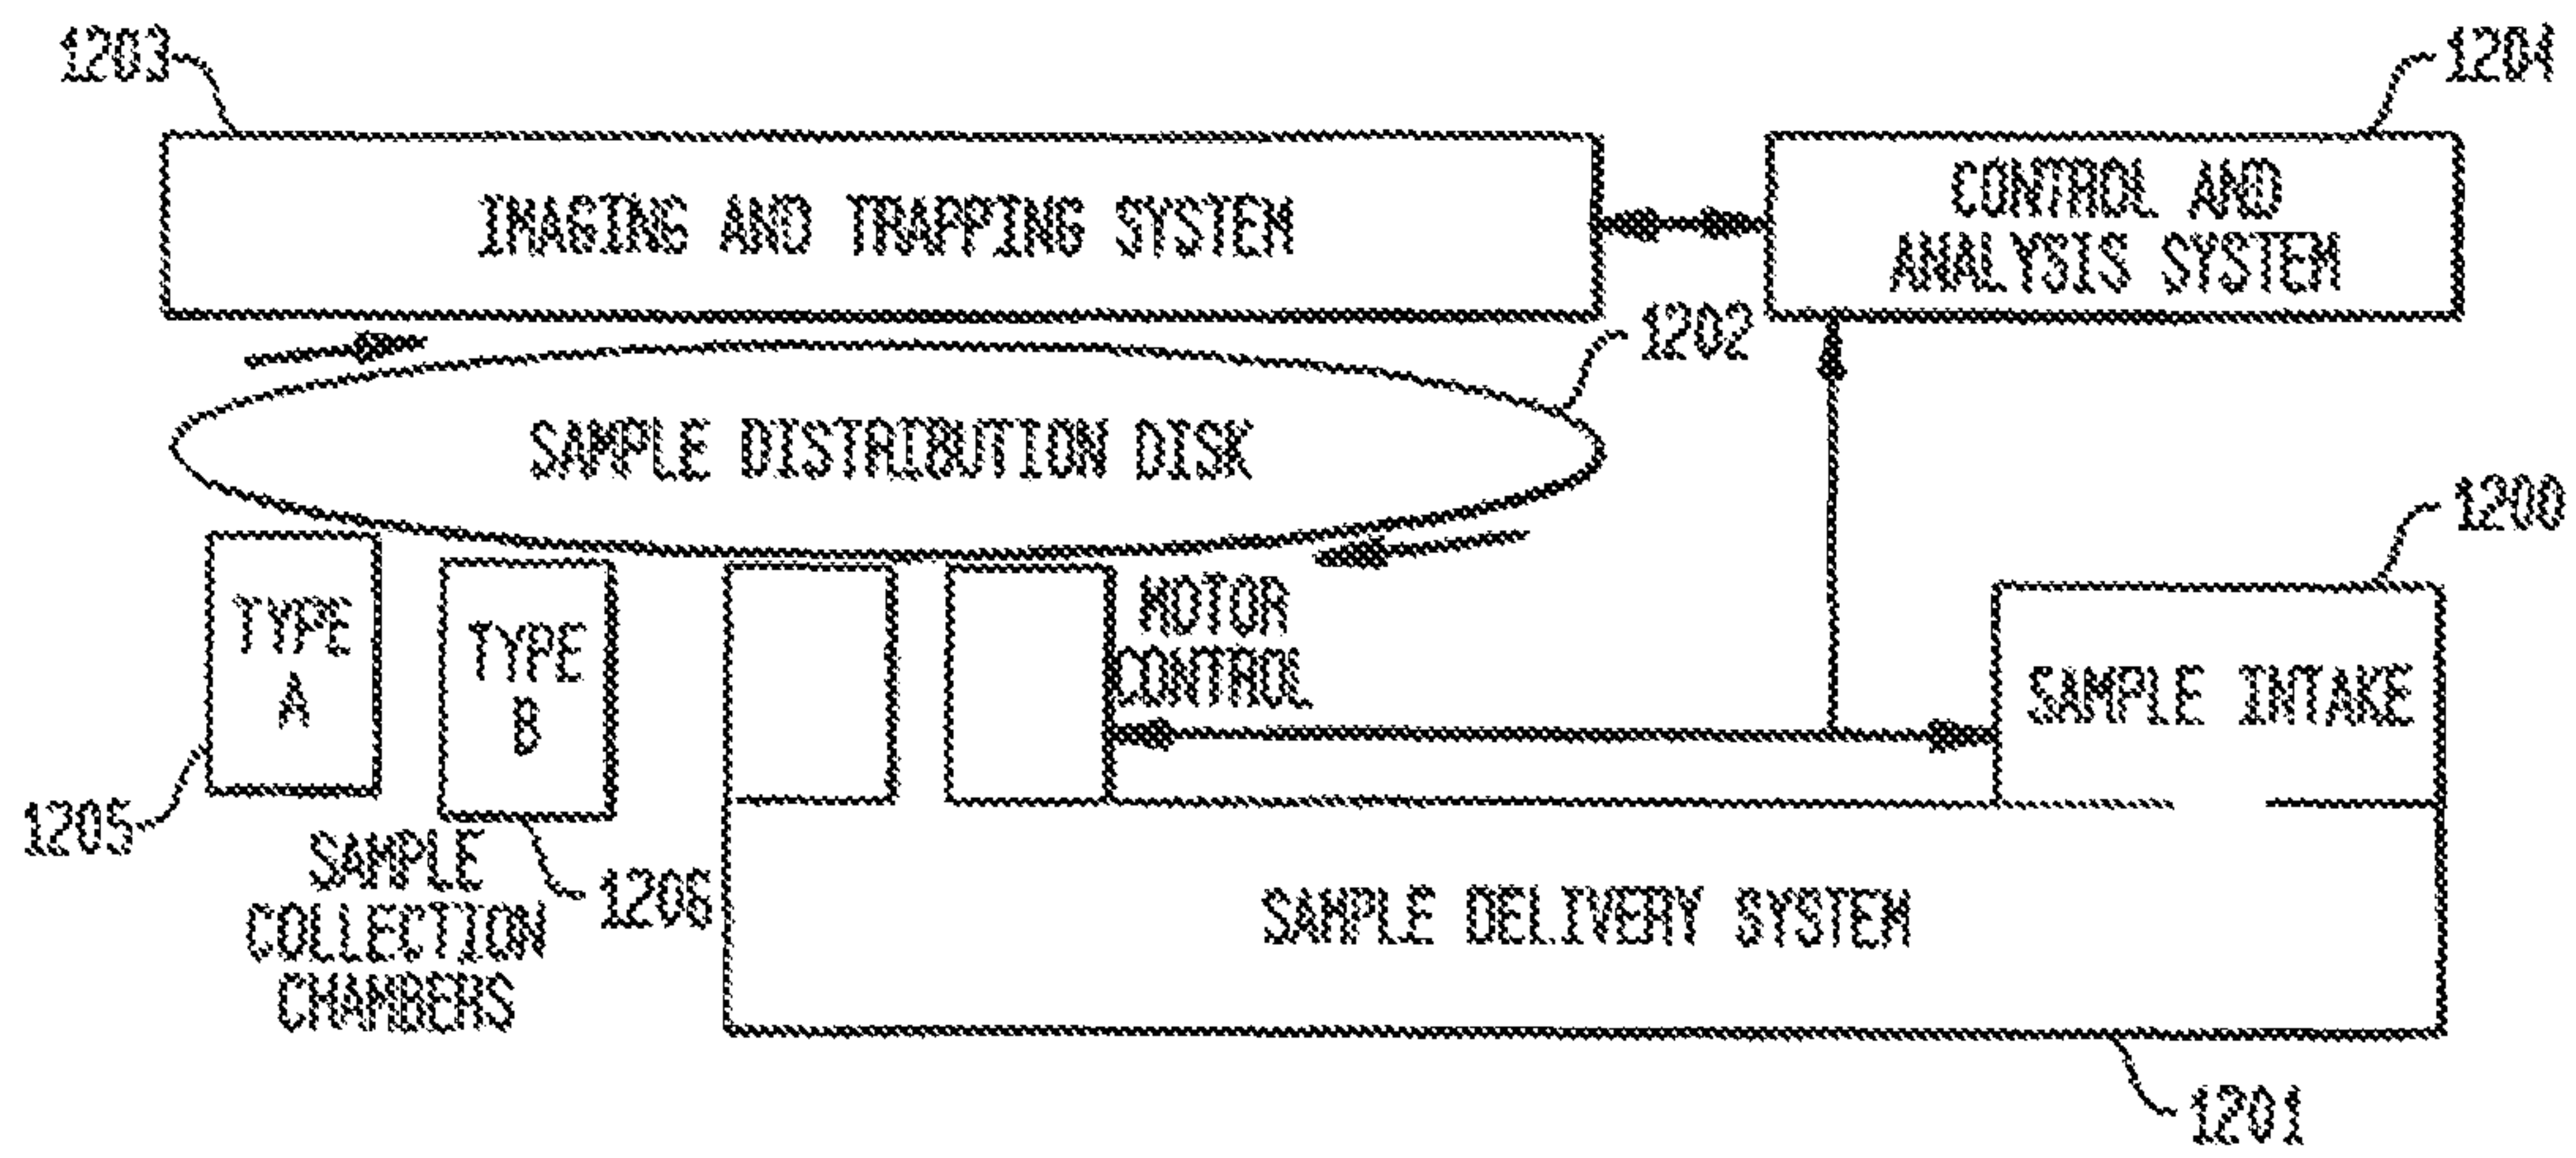 1203
1204
IMAGING AND TRAPPING SYSTEM
CONTROL AND
ANALYSIS SYSTEM
1202
SAMPLE DISTRIBUTION DISK
1200
TYPE
A
TYPE
B
MOTOR
CONTROL
SAMPLE INTAKE
1205
SAMPLE
COLLECTION
CHAMBERS
1206
SAMPLE DELIVERY SYSTEM
1201